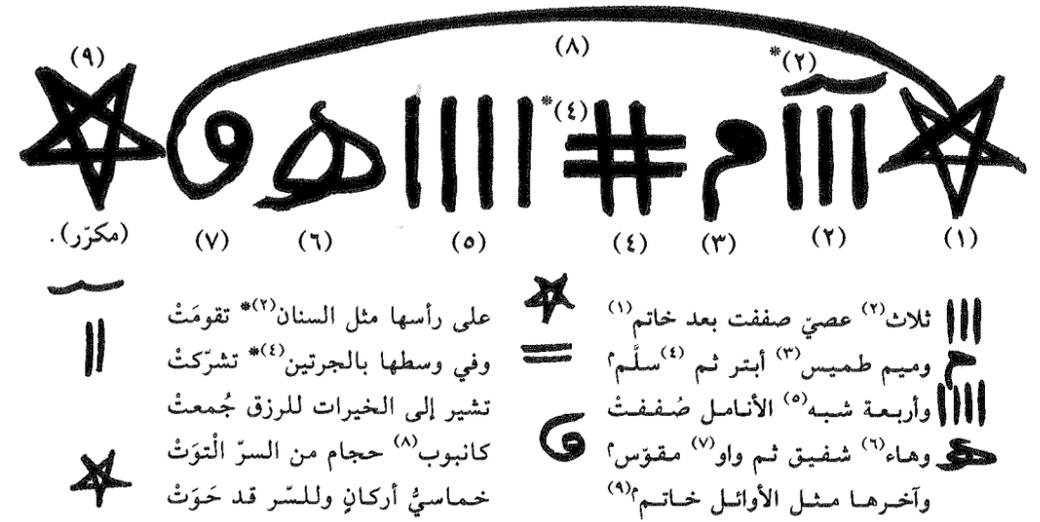 (٩) (٨) (٢)*
م (٤)* ه و
(١) (٢) (٣) (٤) (٥) (٦) (٧) (مكرّر).
ثلاث(٢) عصيّ صففت بعد خاتم(١) على رأسها مثل السنان(٢)* تقومَتْ
وميم طميس(٣) أبتر ثم (٤)سلَّم م وفي وسطها بالجرتين(٤)* تشرّكتْ
وأربعة شبه(٥) الأنامل صُففتْ تشير إلى الخيرات للرزق جُمعتْ
وهاء(٦) شفيق ثم واو(٧) مقوّس م كانبوب(٨) حجام من السرّ الْتوَتْ
وآخرها مثل الأوائل خاتم م(٩) خماسيُّ أركانٍ وللسّر قد حَوَتْ